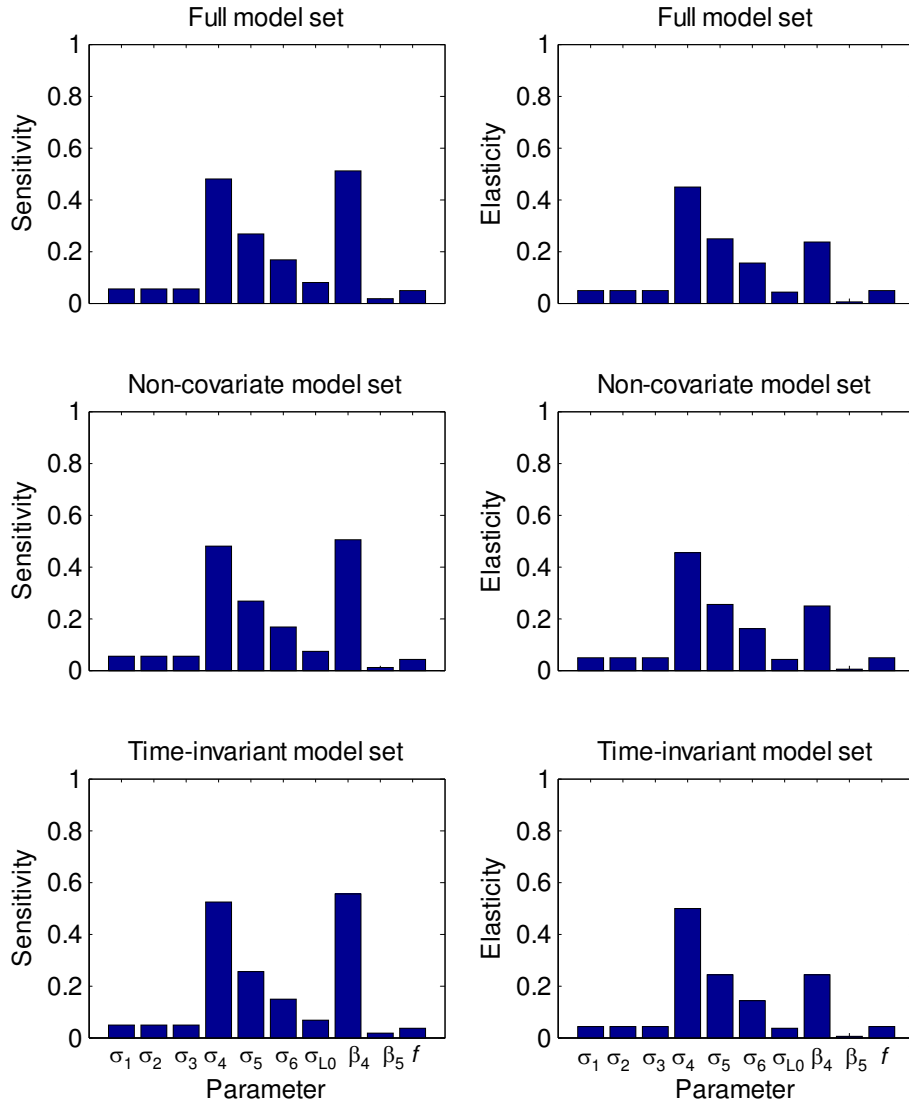 Full model set
1
0.8
0.6
0.4
0.2
0
Sensitivity
Full model set
1
0.8
0.6
0.4
0.2
0
Elasticity
Non-covariate model set
1
0.8
0.6
0.4
0.2
0
Sensitivity
Non-covariate model set
1
0.8
0.6
0.4
0.2
0
Elasticity
Time-invariant model set
1
0.8
0.6
0.4
0.2
0
Sensitivity
σ1 σ2 σ3 σ4 σ5 σ6 σL0 β4 β5 f
Parameter
Time-invariant model set
1
0.8
0.6
0.4
0.2
0
Elasticity
σ1 σ2 σ3 σ4 σ5 σ6 σL0 β4 β5 f
Parameter